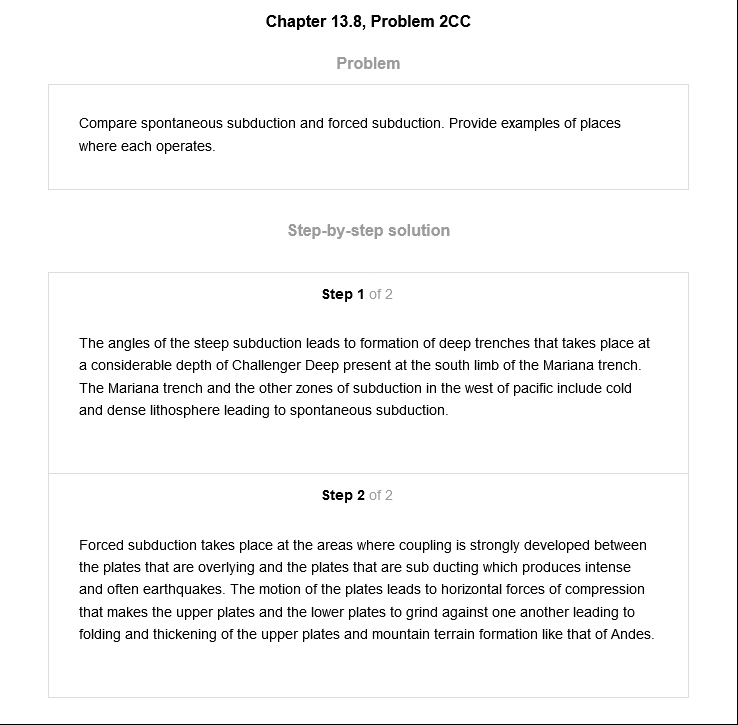 Chapter 13.8, Problem 2CC
Problem
Compare spontaneous subduction and forced subduction. Provide examples of places
where each operates.
Step-by-step solution
Step 1 of 2
The angles of the steep subduction leads to formation of deep trenches that takes place at
a considerable depth of Challenger Deep present at the south limb of the Mariana trench.
The Mariana trench and the other zones of subduction in the west of pacific include cold
and dense lithosphere leading to spontaneous subduction.
Step 2 of 2
Forced subduction takes place at the areas where coupling is strongly developed between
the plates that are overlying and the plates that are sub ducting which produces intense
and often earthquakes. The motion of the plates leads to horizontal forces of compression
that makes the upper plates and the lower plates to grind against one another leading to
folding and thickening of the upper plates and mountain terrain formation like that of Andes.